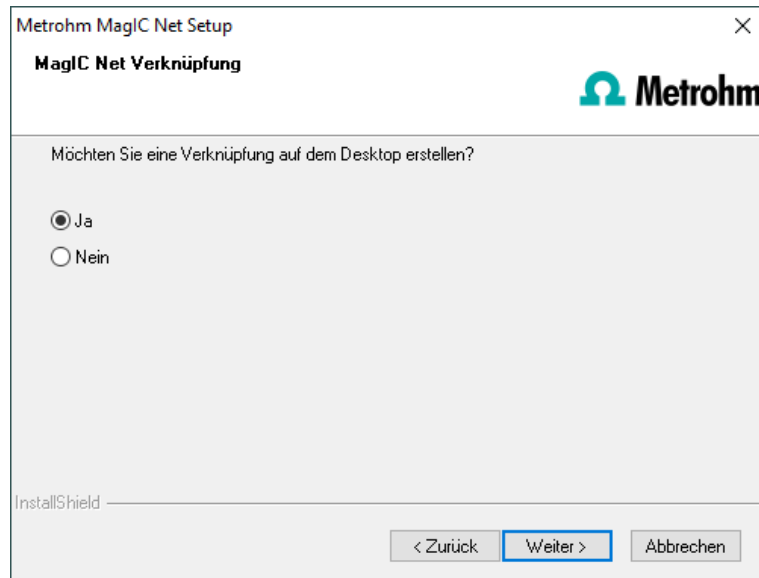 Metrohm MagIC Net Setup
MagIC Net Verknüpfung
Metrohm
Möchten Sie eine Verknüpfung auf dem Desktop erstellen?
Ja
Nein
InstallShield
< Zurück
Weiter >
Abbrechen